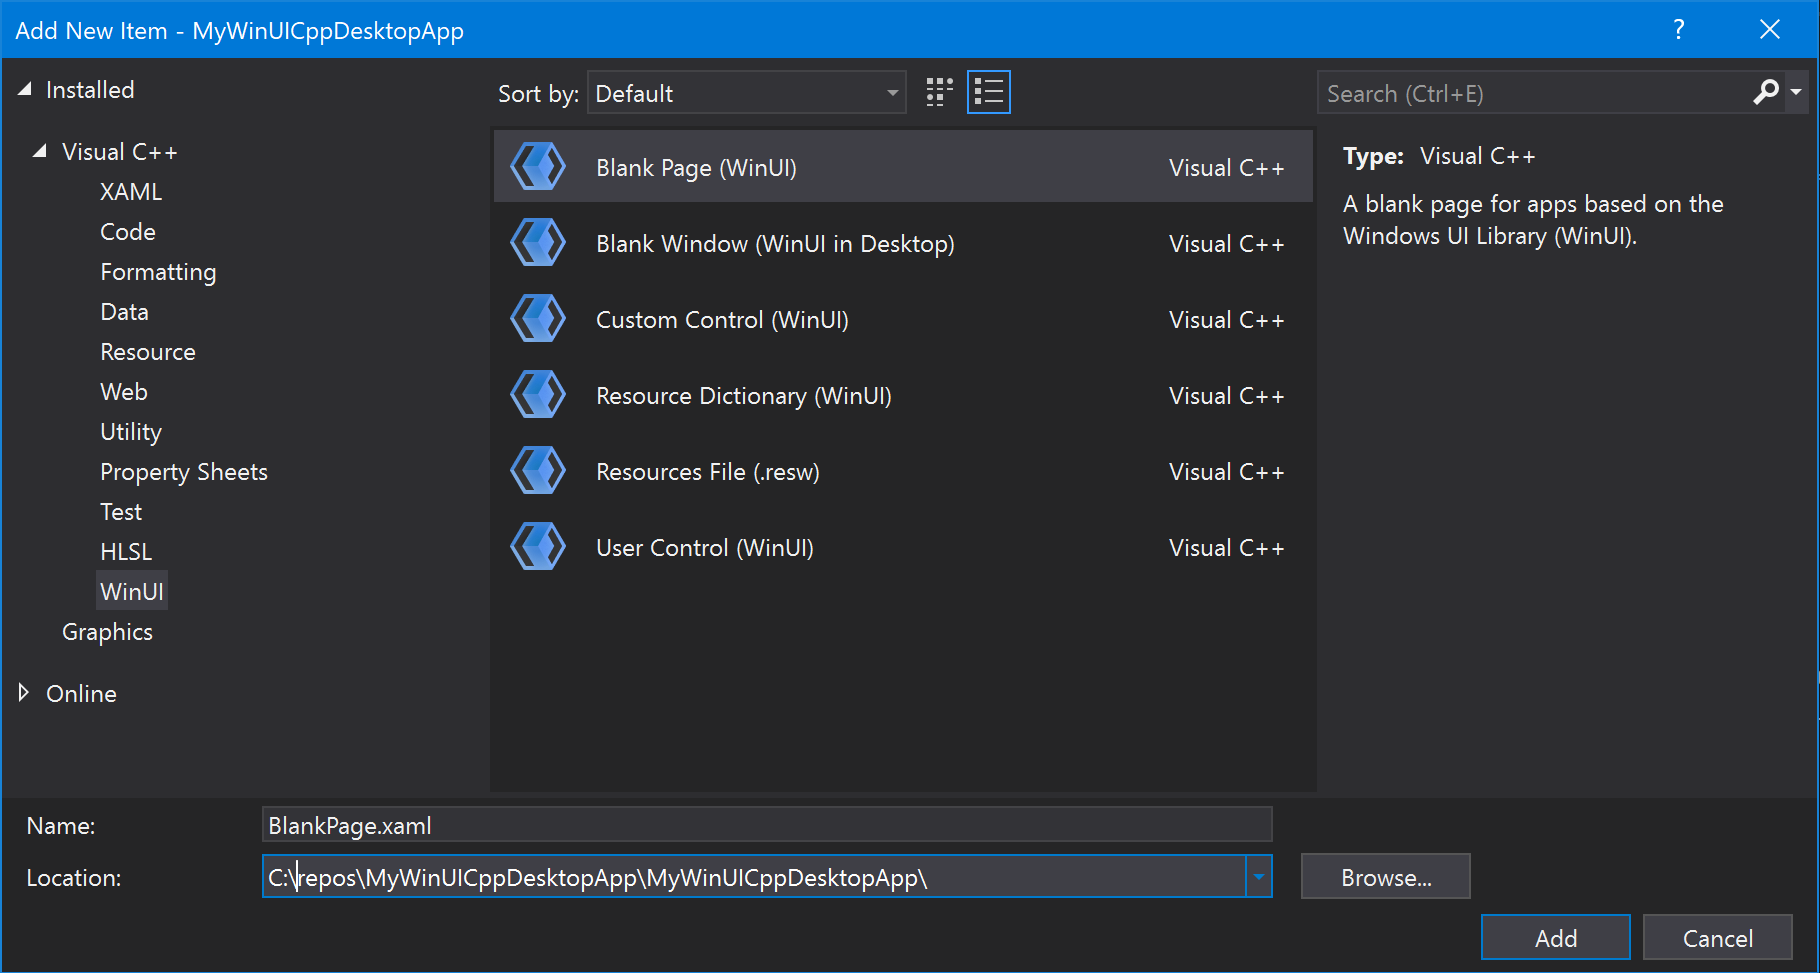 Add New Item - MyWinUICppDesktopApp
?
Installed
Visual C++
XAML
Code
Formatting
Data
Resource
Web
Utility
Property Sheets
Test
HLSL
WinUI
Graphics
Online
Sort by: Default
Blank Page (WinUI) Visual C++
Blank Window (WinUI in Desktop) Visual C++
Custom Control (WinUI) Visual C++
Resource Dictionary (WinUI) Visual C++
Resources File (.resw) Visual C++
User Control (WinUI) Visual C++
Search (Ctrl+E)
Type: Visual C++
A blank page for apps based on the
Windows UI Library (WinUI).
Name: BlankPage.xaml
Location: C:\repos\MyWinUICppDesktopApp\MyWinUICppDesktopApp\
Browse...
Add
Cancel